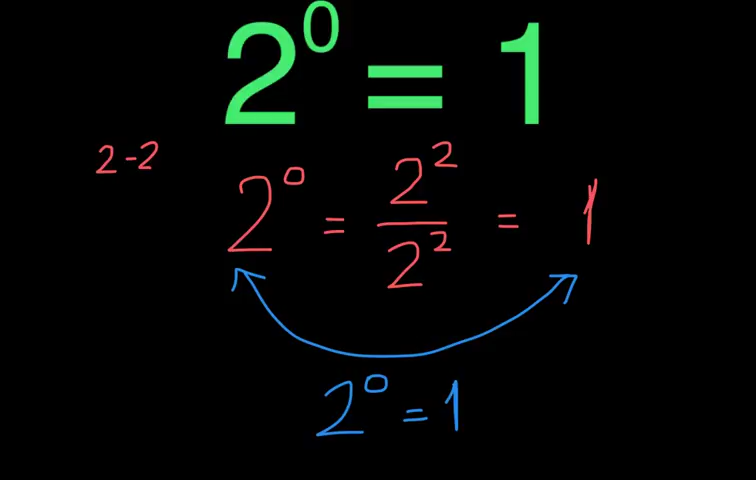 2⁰ = 1
2-2
2⁰ = 2²/2² = 1
2⁰ = 1